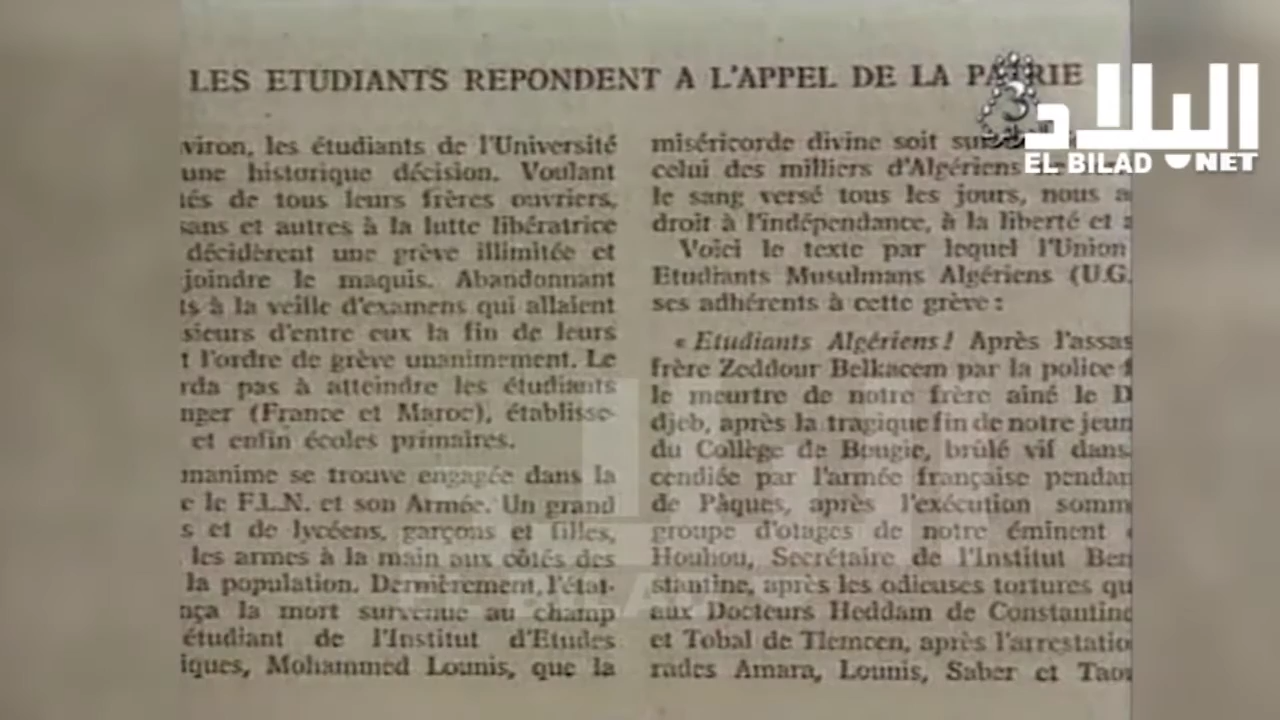 LES ETUDIANTS REPONDENT A L'APPEL DE LA PATRIE
3
البلاد
EL BILAD NET
viron, les étudiants de l'Université
une historique décision. Voulant
tés de tous leurs frères ouvriers,
sans et autres à la lutte libératrice
décidèrent une grève illimitée et
joindre le maquis. Abandonnant
ts à la veille d'examens qui allaient
sieurs d'entre eux la fin de leurs
t l'ordre de grève unanimement. Le
rda pas à atteindre les étudiants
nger (France et Maroc), établisse-
et enfin écoles primaires.
manime se trouve engagée dans la
e le F.L.N. et son Armée. Un grand
s et de lycéens, garçons et filles,
les armes à la main aux côtés des
la population. Dernièrement, l'état-
nça la mort survenue au champ
étudiant de l'Institut d'Etudes
iques, Mohammed Lounis, que la
miséricorde divine soit sur
celui des milliers d'Algériens
le sang versé tous les jours, nous a
droit à l'indépendance, à la liberté et a
Voici le texte par lequel l'Union
Etudiants Musulmans Algériens (U.G.
ses adhérents à cette grève :
« Etudiants Algériens ! Après l'assas
frère Zeddour Belkacem par la police f
le meurtre de notre frère aîné le D
djeb, après la tragique fin de notre jeun
du Collège de Bougie, brûlé vif dans
cendiée par l'armée française pendan
de Pâques, après l'exécution somm
groupe d'otages de notre éminent
Houhou, Secrétaire de l'Institut Ben
stantine, après les odieuses tortures qu
aux Docteurs Heddam de Constantine
et Tobal de Tlemcen, après l'arrestatio
rades Amara, Lounis, Saber et Taou